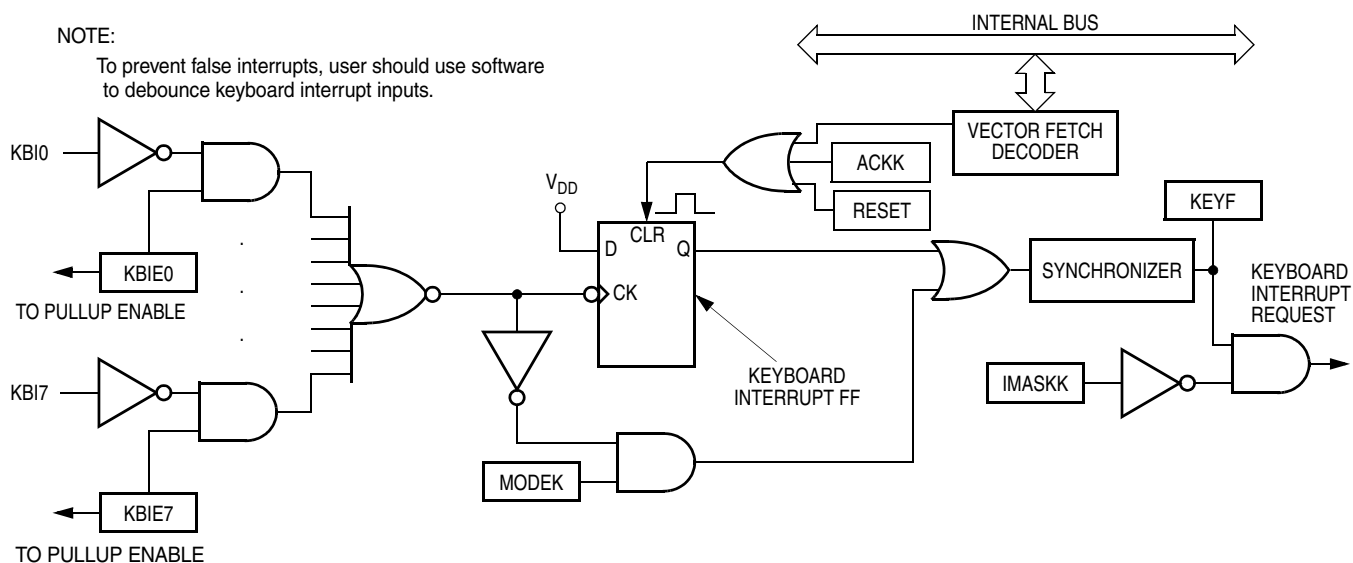 INTERNAL BUS
NOTE:
To prevent false interrupts, user should use software
to debounce keyboard interrupt inputs.
VECTOR FETCH
DECODER
KBI0
ACKK
VDD
RESET
KEYF
CLR
D
Q
KBIE0
SYNCHRONIZER
KEYBOARD
INTERRUPT
REQUEST
CK
TO PULLUP ENABLE
KEYBOARD
INTERRUPT FF
IMASKK
KBI7
MODEK
KBIE7
TO PULLUP ENABLE